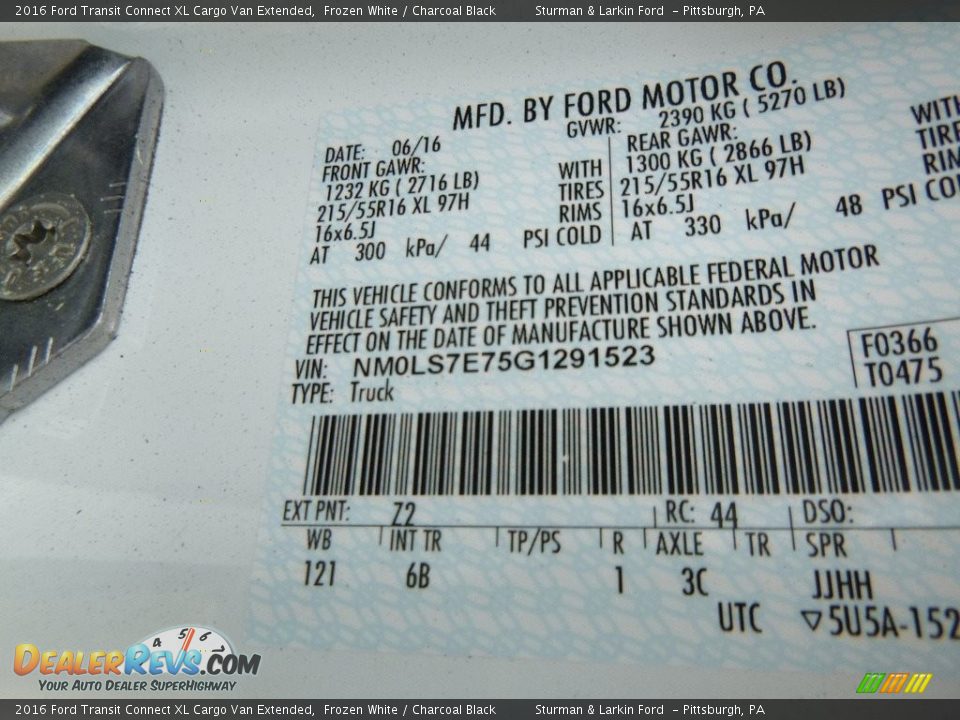 2016 Ford Transit Connect XL Cargo Van Extended, Frozen White / Charcoal Black Sturman & Larkin Ford - Pittsburgh, PA
MFD. BY FORD MOTOR CO.
DATE: 06/16 GVWR: 2390 KG ( 5270 LB)
FRONT GAWR: REAR GAWR:
1232 KG ( 2716 LB) WITH 1300 KG ( 2866 LB) WITH
215/55R16 XL 97H TIRES 215/55R16 XL 97H TIRE
16x6.5J RIMS 16x6.5J RIM
AT 300 kPa/ 44 PSI COLD AT 330 kPa/ 48 PSI CO
THIS VEHICLE CONFORMS TO ALL APPLICABLE FEDERAL MOTOR
VEHICLE SAFETY AND THEFT PREVENTION STANDARDS IN
EFFECT ON THE DATE OF MANUFACTURE SHOWN ABOVE.
VIN: NM0LS7E75G1291523
TYPE: Truck
F0366
T0475
EXT PNT: Z2 RC: 44 DSO:
WB INT TR TP/PS R AXLE TR SPR
121 6B 1 3C JJHH
UTC ▽5U5A-152
4 5 6
DEALERREVS.COM
YOUR AUTO DEALER SUPERHIGHWAY
2016 Ford Transit Connect XL Cargo Van Extended, Frozen White / Charcoal Black Sturman & Larkin Ford - Pittsburgh, PA